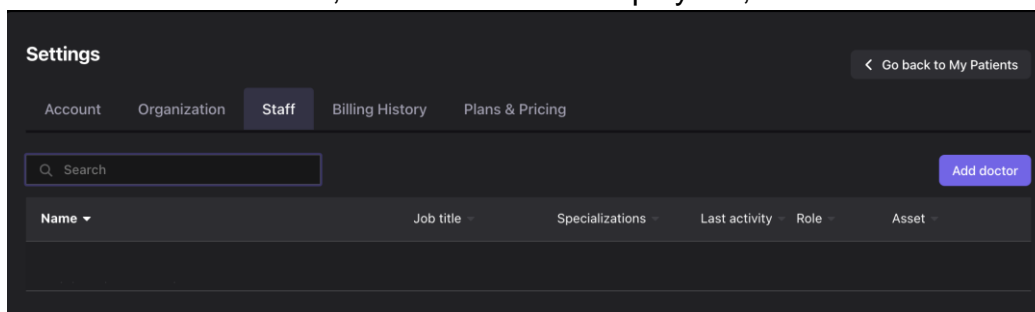 Settings
Go back to My Patients
Account Organization Staff Billing History Plans & Pricing
Search
Add doctor
Name Job title Specializations Last activity Role Asset